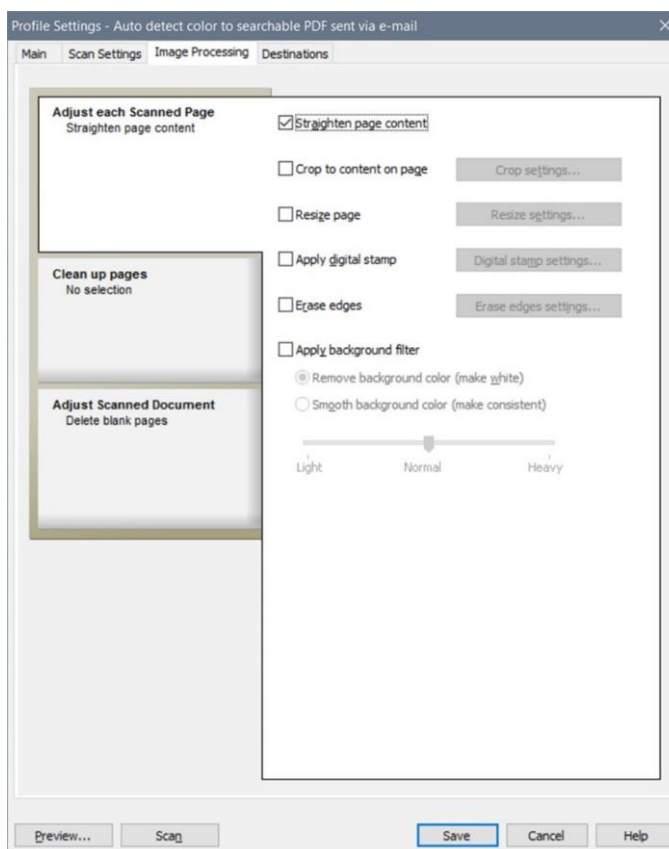 Profile Settings - Auto detect color to searchable PDF sent via e-mail
Main Scan Settings Image Processing Destinations
Adjust each Scanned Page
Straighten page content
Clean up pages
No selection
Adjust Scanned Document
Delete blank pages
Straighten page content
Crop to content on page Crop settings...
Resize page Resize settings...
Apply digital stamp Digital stamp settings...
Erase edges Erase edges settings...
Apply background filter
Remove background color (make white)
Smooth background color (make consistent)
Light Normal Heavy
Preview... Scan Save Cancel Help